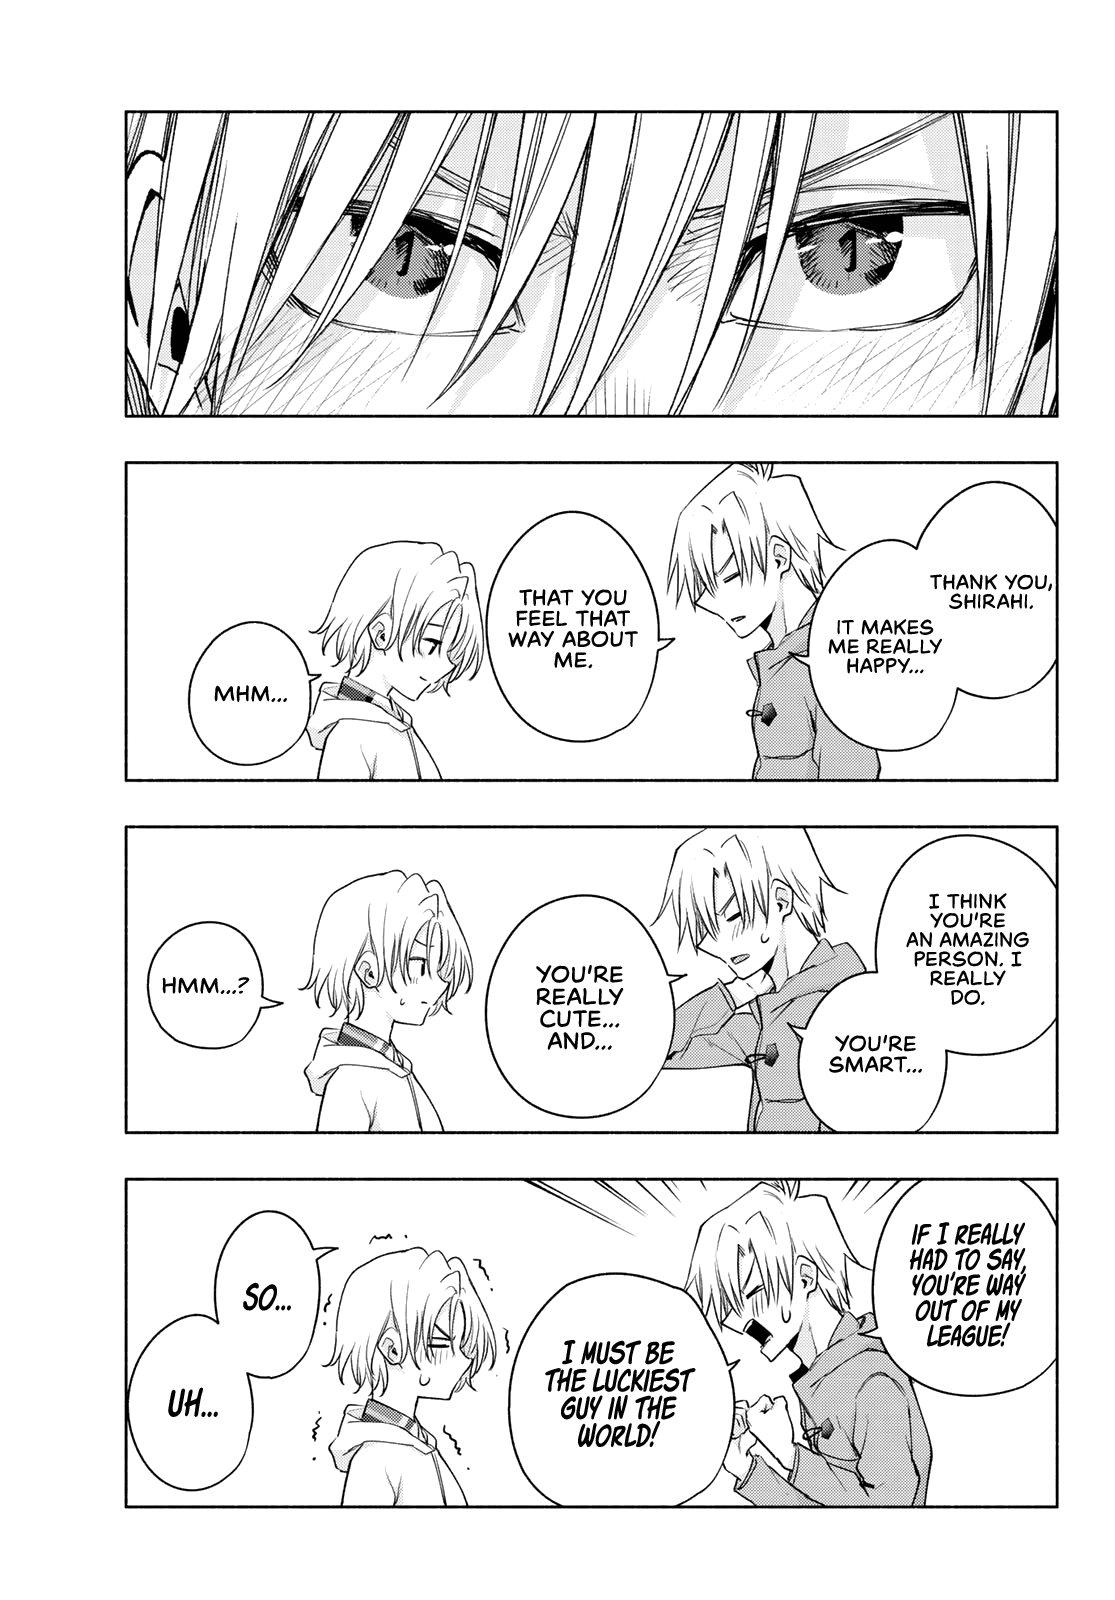 THANK YOU,
SHIRAHI.
IT MAKES
ME REALLY
HAPPY...
THAT YOU
FEEL THAT
WAY ABOUT
ME.
MHM...
I THINK
YOU'RE
AN AMAZING
PERSON. I
REALLY
DO.
YOU'RE
SMART...
YOU'RE
REALLY
CUTE...
AND...
HMM...?
IF I REALLY
HAD TO SAY,
YOU'RE WAY
OUT OF MY
LEAGUE!
I MUST BE
THE LUCKIEST
GUY IN THE
WORLD!
SO...
UH...